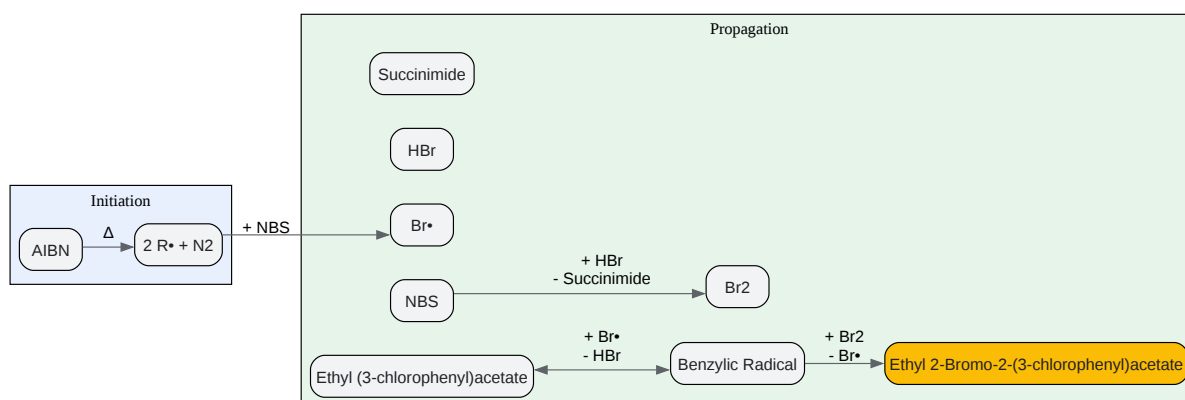 Propagation
Succinimide
HBr
Initiation
AIBN
Δ
2 R• + N2
+ NBS
Br•
NBS
+ HBr
- Succinimide
Br2
Ethyl (3-chlorophenyl)acetate
+ Br•
- HBr
Benzylic Radical
+ Br2
- Br•
Ethyl 2-Bromo-2-(3-chlorophenyl)acetate